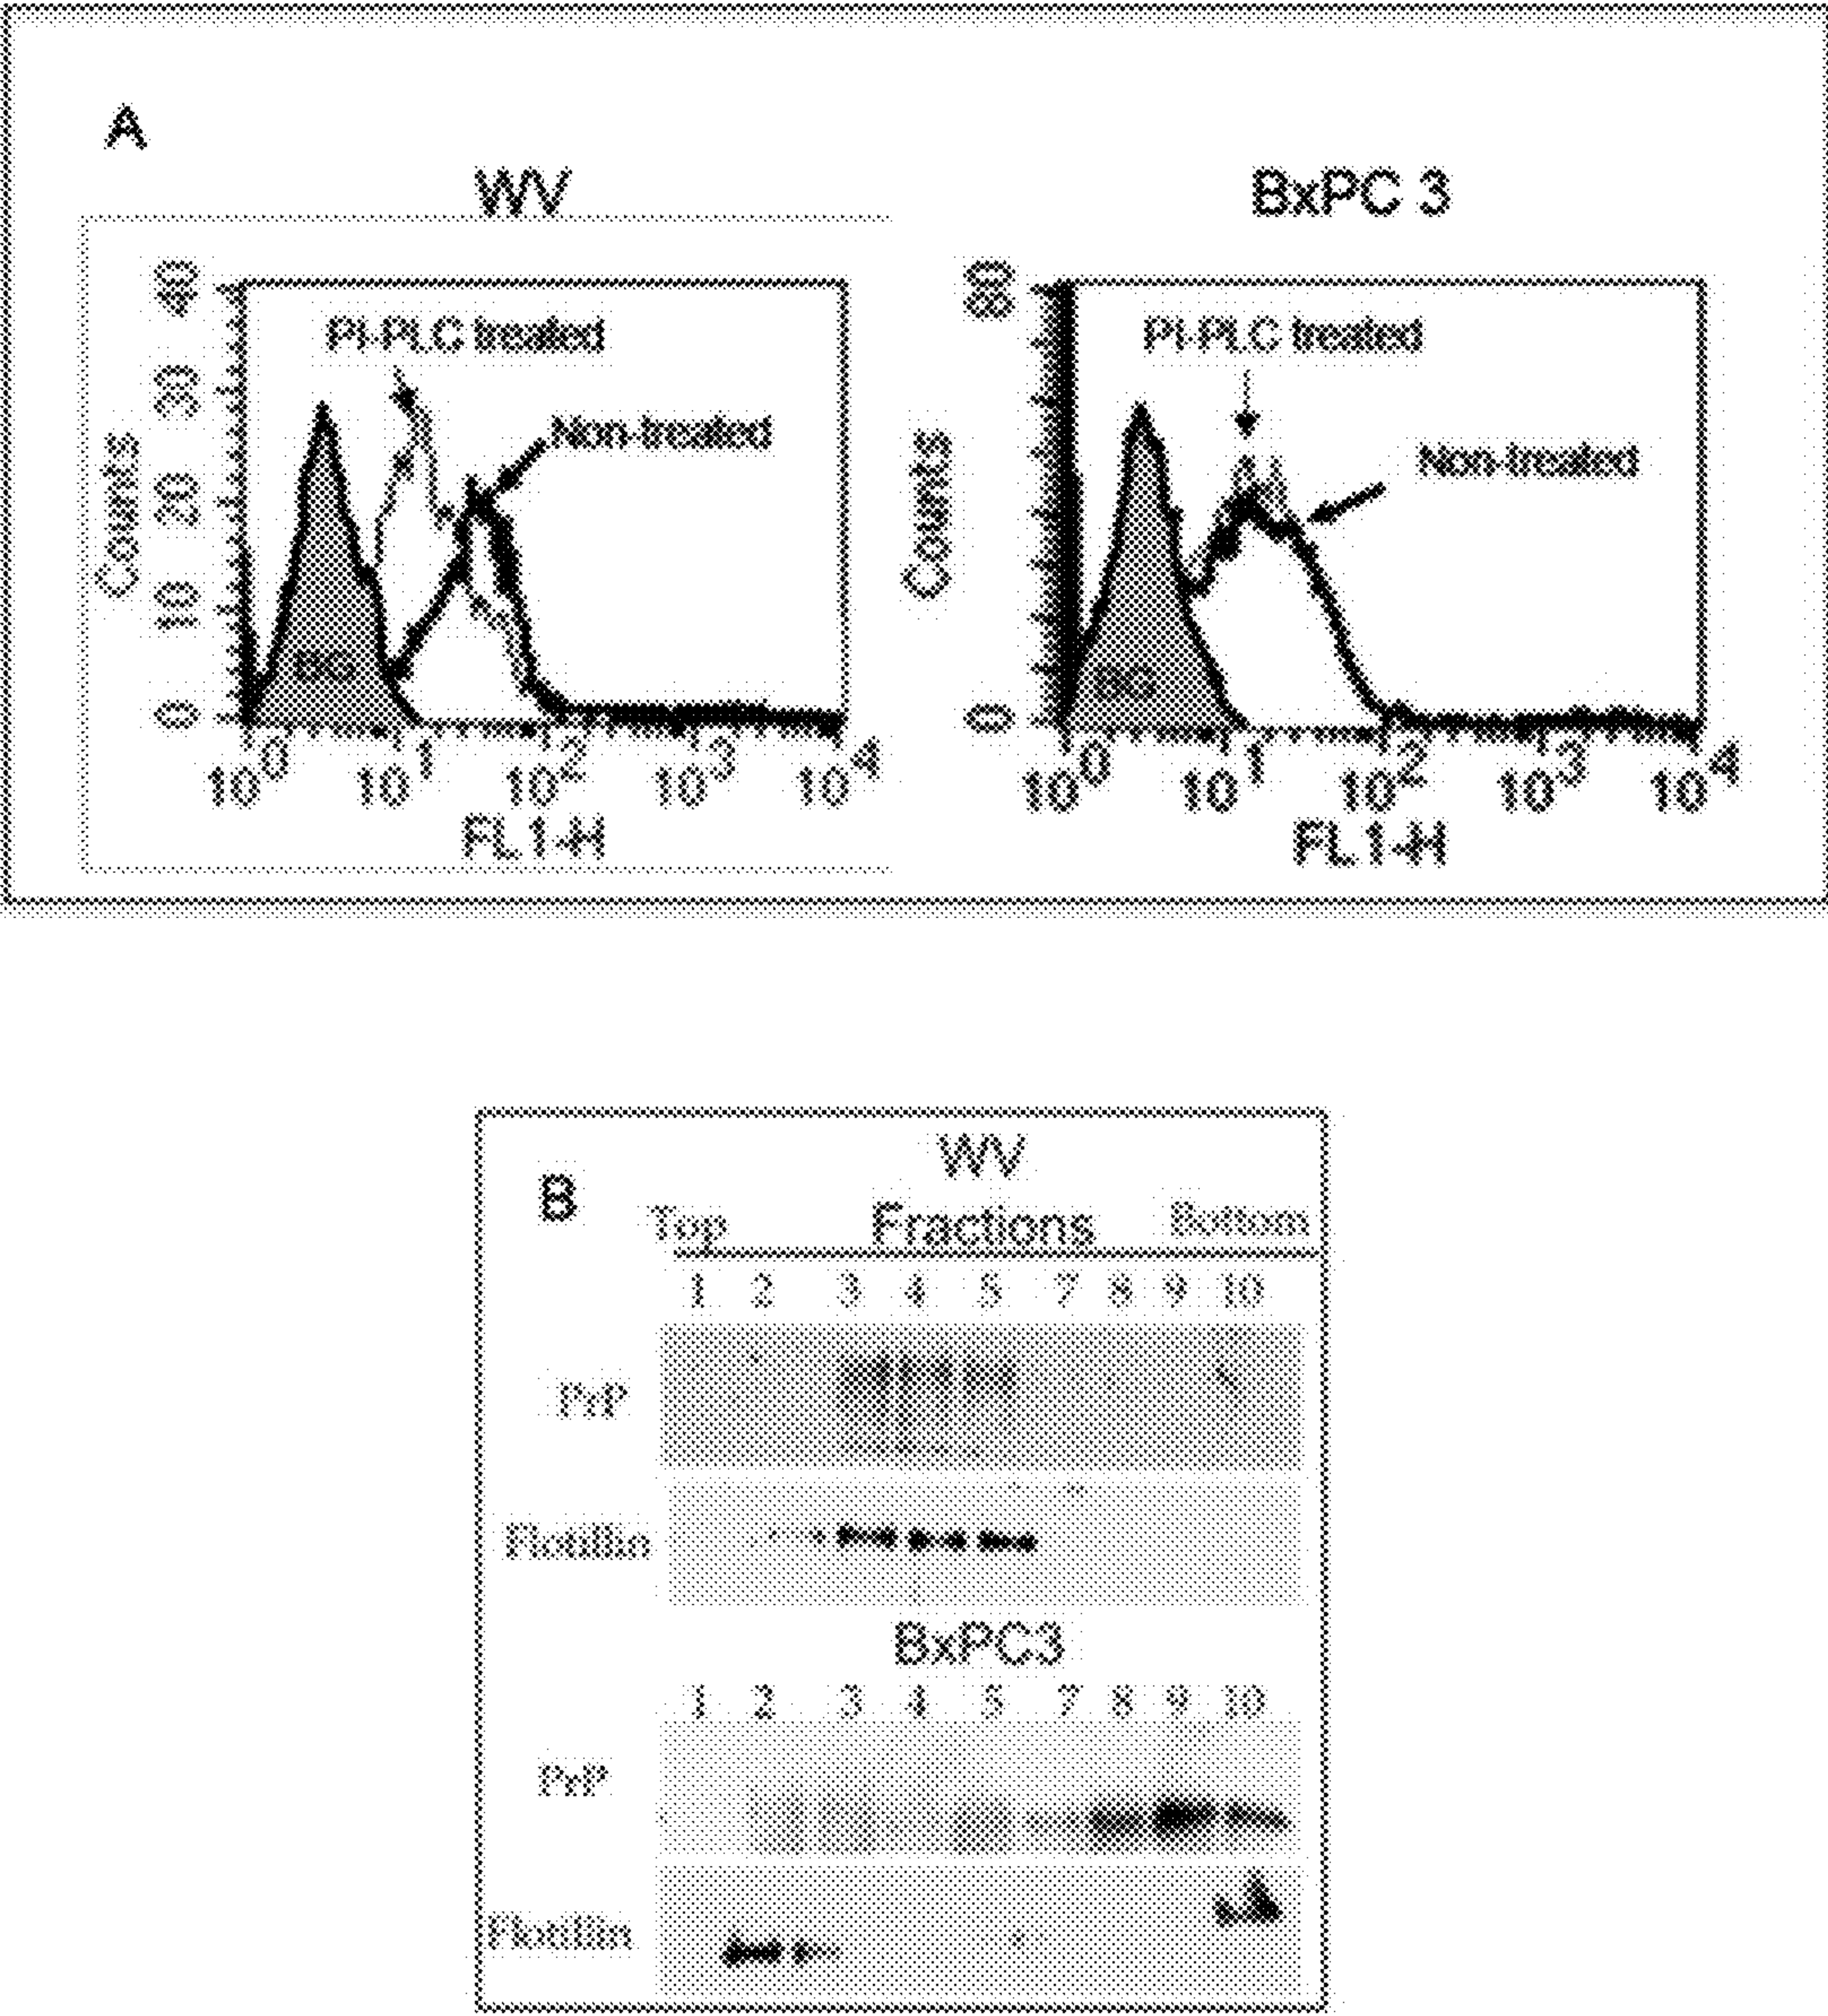 A
WV
BxPC 3
40
30
20
10
0
Counts
PI-PLC treated
Non-treated
BG
10^0 10^1 10^2 10^3 10^4
FL1-H
80
0
Counts
PI-PLC treated
Non-treated
BG
10^0 10^1 10^2 10^3 10^4
FL1-H
B
WV
Top Fractions Bottom
1 2 3 4 5 7 8 9 10
PrP
Flotillin
BxPC3
1 2 3 4 5 7 8 9 10
PrP
Flotillin